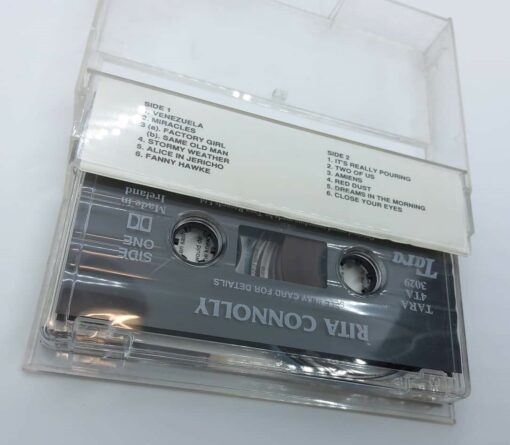 SIDE 1
1. VENEZUELA
2. MIRACLES
3 (a). FACTORY GIRL
(b). SAME OLD MAN
4. STORMY WEATHER
5. ALICE IN JERICHO
6. FANNY HAWKE
SIDE 2
1. IT'S REALLY POURING
2. TWO OF US
3. AMIENS
4. RED DUST
5. DREAMS IN THE MORNING
6. CLOSE YOUR EYES
RITA CONNOLLY
CARD FOR DETAILS
TARA
4TA
3029
Tara
SIDE
ONE
Made in
Ireland